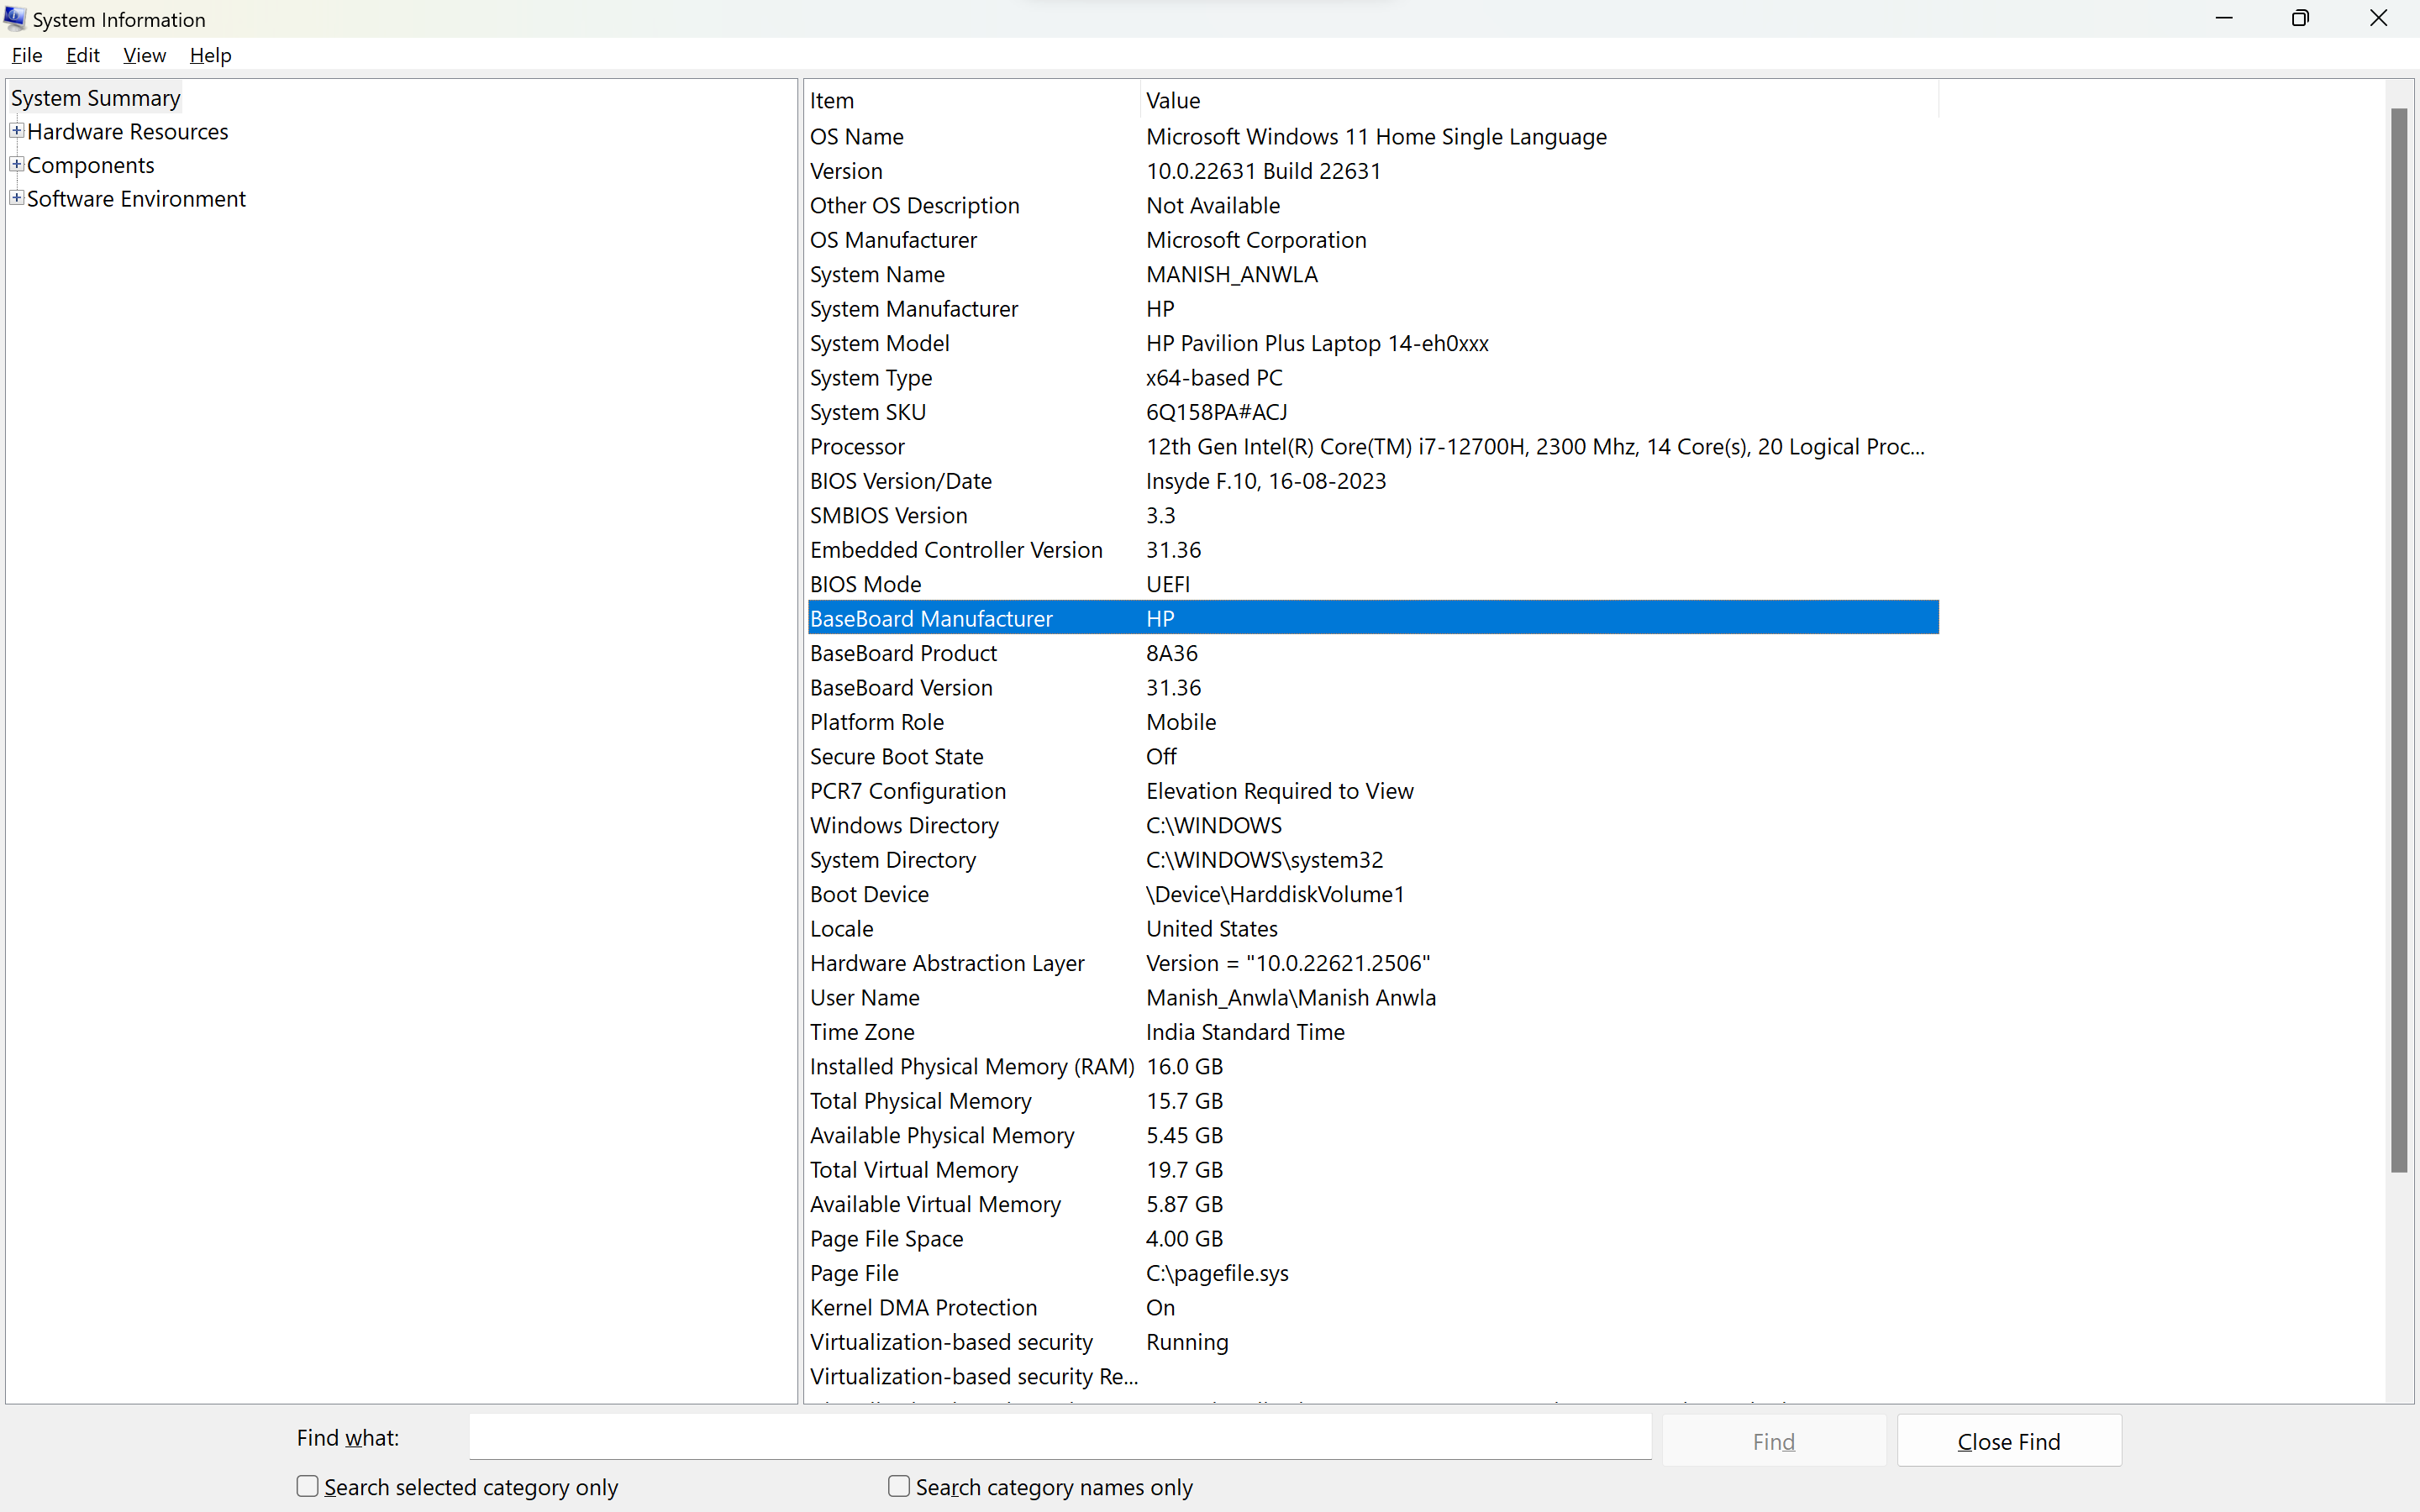 System Information
File Edit View Help
System Summary
Hardware Resources
Components
Software Environment
Item Value
OS Name Microsoft Windows 11 Home Single Language
Version 10.0.22631 Build 22631
Other OS Description Not Available
OS Manufacturer Microsoft Corporation
System Name MANISH_ANWLA
System Manufacturer HP
System Model HP Pavilion Plus Laptop 14-eh0xxx
System Type x64-based PC
System SKU 6Q158PA#ACJ
Processor 12th Gen Intel(R) Core(TM) i7-12700H, 2300 Mhz, 14 Core(s), 20 Logical Proc...
BIOS Version/Date Insyde F.10, 16-08-2023
SMBIOS Version 3.3
Embedded Controller Version 31.36
BIOS Mode UEFI
BaseBoard Manufacturer HP
BaseBoard Product 8A36
BaseBoard Version 31.36
Platform Role Mobile
Secure Boot State Off
PCR7 Configuration Elevation Required to View
Windows Directory C:\WINDOWS
System Directory C:\WINDOWS\system32
Boot Device \Device\HarddiskVolume1
Locale United States
Hardware Abstraction Layer Version = "10.0.22621.2506"
User Name Manish_Anwla\Manish Anwla
Time Zone India Standard Time
Installed Physical Memory (RAM) 16.0 GB
Total Physical Memory 15.7 GB
Available Physical Memory 5.45 GB
Total Virtual Memory 19.7 GB
Available Virtual Memory 5.87 GB
Page File Space 4.00 GB
Page File C:\pagefile.sys
Kernel DMA Protection On
Virtualization-based security Running
Virtualization-based security Re...
Find what: Find Close Find
Search selected category only Search category names only